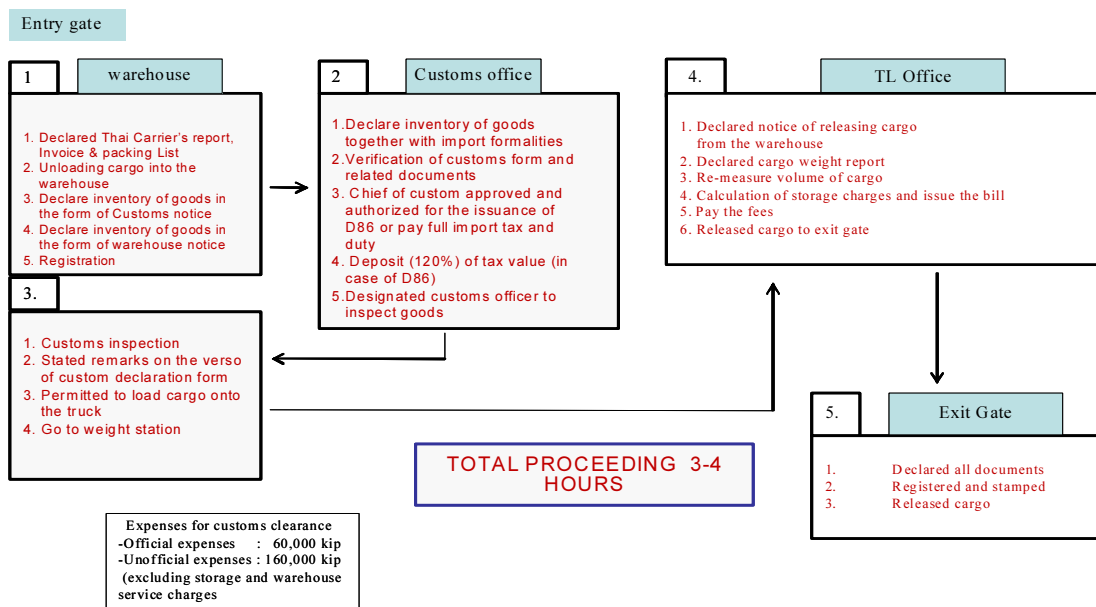 Entry gate
1
warehouse
1. Declared Thai Carrier's report,
Invoice & packing List
2. Unloading cargo into the
warehouse
3. Declare inventory of goods in
the form of Customs notice
4. Declare inventory of goods in
the form of warehouse notice
5. Registration
2
Customs office
1.Declare inventory of goods
together with import formalities
2.Verification of customs form and
related documents
3. Chief of custom approved and
authorized for the issuance of
D86 or pay full import tax and
duty
4. Deposit (120%) of tax value (in
case of D86)
5.Designated customs officer to
inspect goods
3.
1. Customs inspection
2. Stated remarks on the verso
of custom declaration form
3. Permitted to load cargo onto
the truck
4. Go to weight station
4.
TL Office
1. Declared notice of releasing cargo
from the warehouse
2. Declared cargo weight report
3. Re-measure volume of cargo
4. Calculation of storage charges and issue the bill
5. Pay the fees
6. Released cargo to exit gate
5.
Exit Gate
1. Declared all documents
2. Registered and stamped
3. Released cargo
TOTAL PROCEEDING 3-4
HOURS
Expenses for customs clearance
-Official expenses : 60,000 kip
-Unofficial expenses : 160,000 kip
(excluding storage and warehouse
service charges